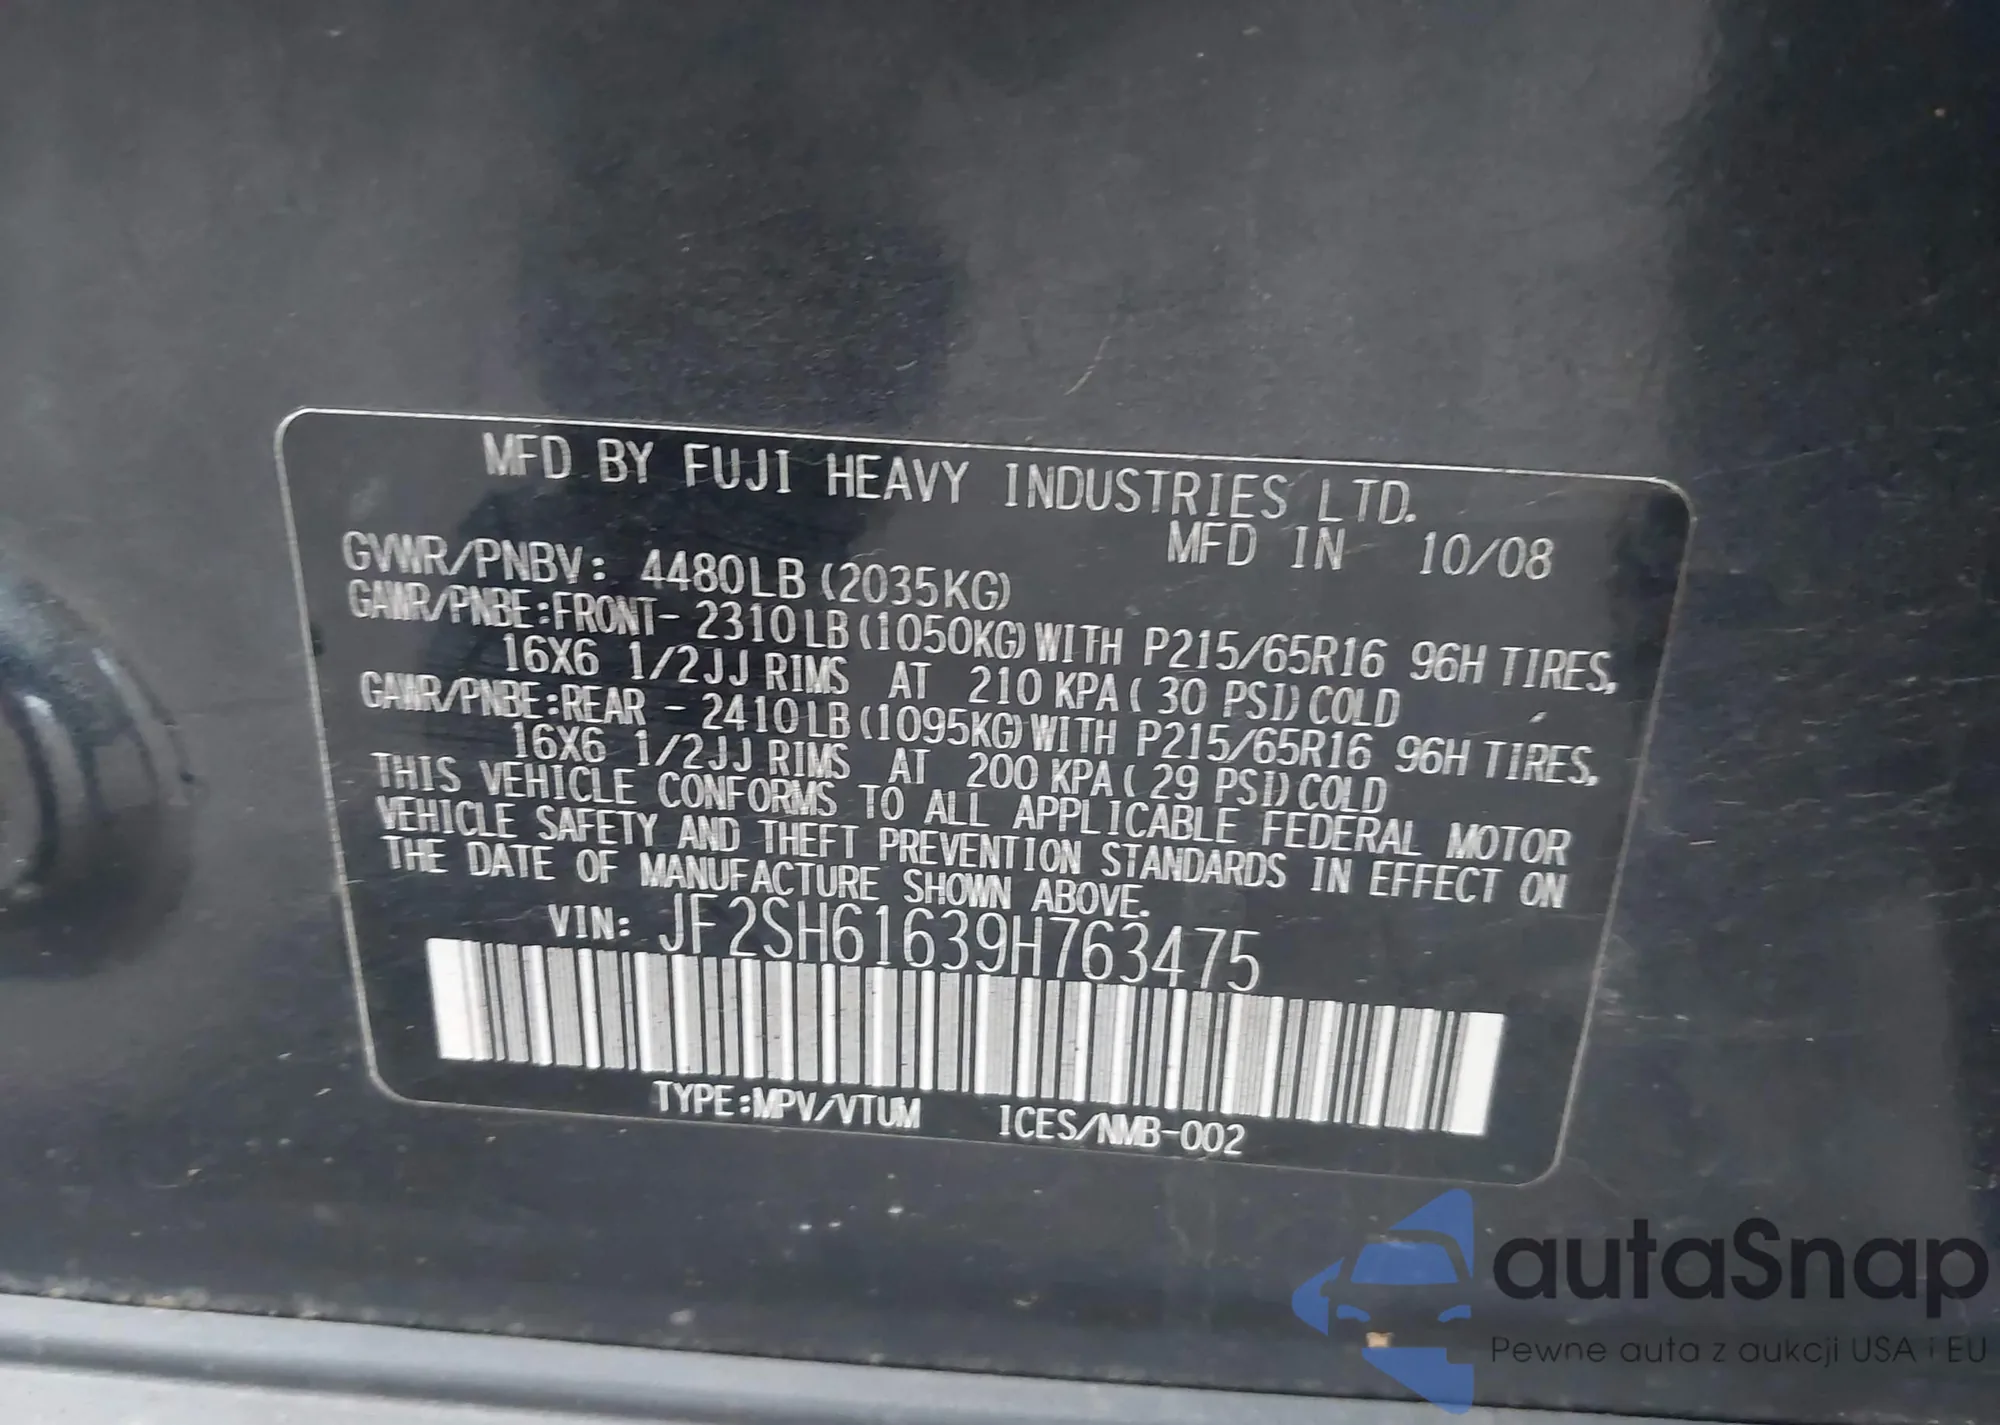 MFD BY FUJI HEAVY INDUSTRIES LTD.
MFD IN 10/08
GVWR/PNBV: 4480LB (2035KG)
GAWR/PNBE:FRONT- 2310LB (1050KG) WITH P215/65R16 96H TIRES,
16X6 1/2JJ RIMS AT 210 KPA ( 30 PSI) COLD
GAWR/PNBE:REAR - 2410LB (1095KG) WITH P215/65R16 96H TIRES,
16X6 1/2JJ RIMS AT 200 KPA ( 29 PSI) COLD
THIS VEHICLE CONFORMS TO ALL APPLICABLE FEDERAL MOTOR
VEHICLE SAFETY AND THEFT PREVENTION STANDARDS IN EFFECT ON
THE DATE OF MANUFACTURE SHOWN ABOVE.
VIN: JF2SH61639H763475
TYPE:MPV/VTUM ICES/NMB-002
autaSnap
Pewne auta z aukcji USA i EU